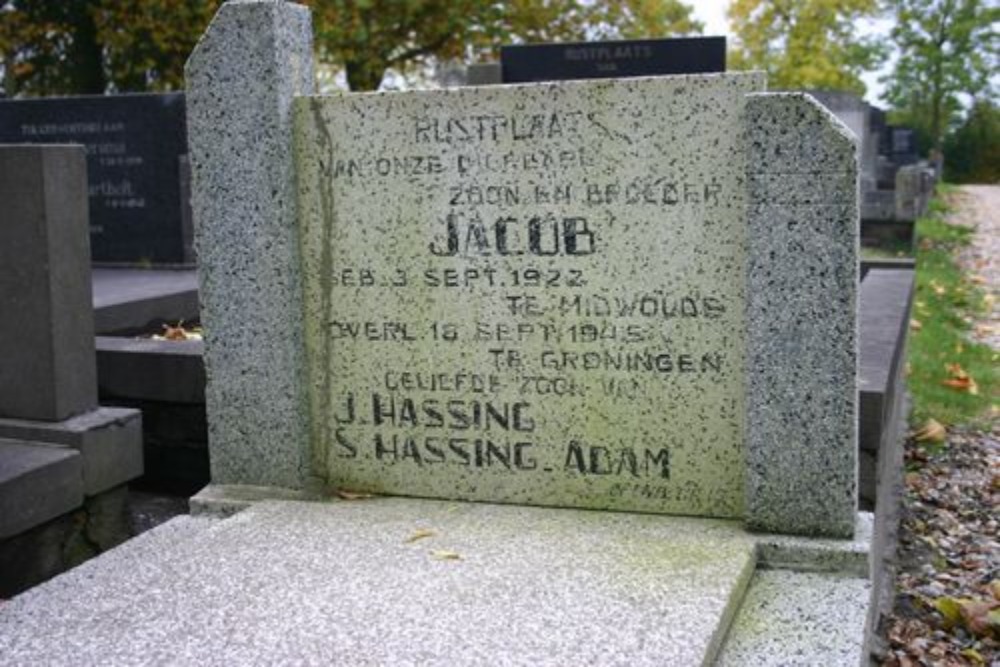 RUSTPLAATS
RUSTPLAATS
VAN ONZE DIERBARE
ZOON EN BROEDER
JACOB
GEB. 3 SEPT. 1922
TE MIDWOUDE
OVERL 18 SEPT. 1945
TE GRONINGEN
GELIEFDE ZOON VAN
J. HASSING
S. HASSING - ADAM